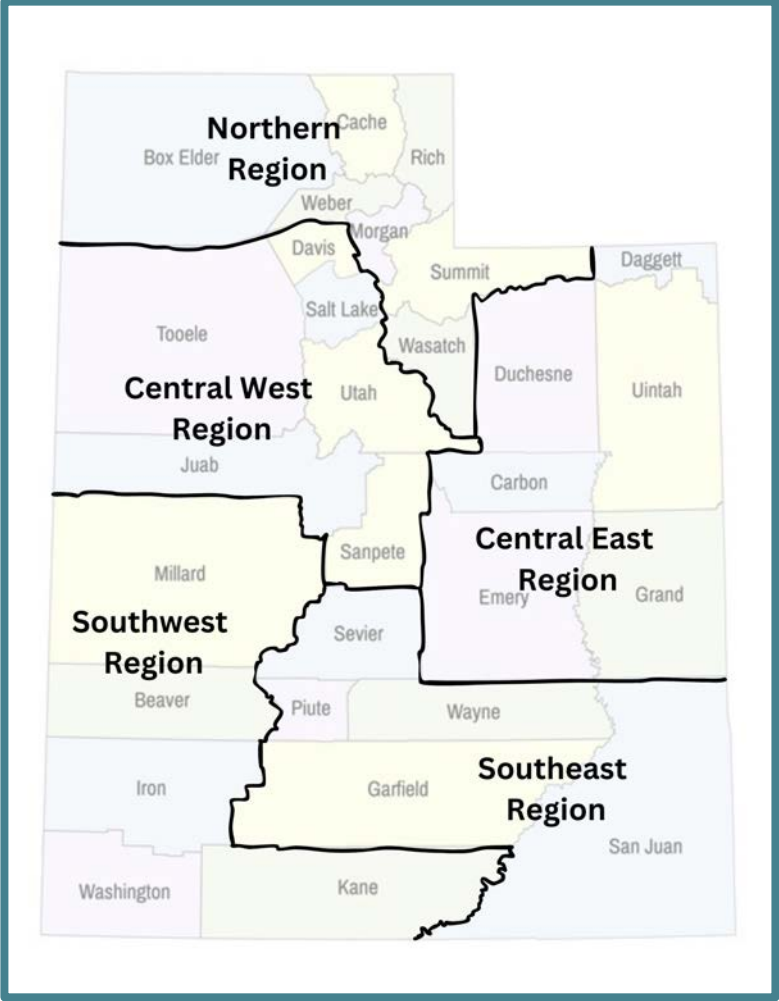 Northern
Region
Cache
Box Elder
Rich
Weber
Morgan
Davis
Summit
Daggett
Salt Lake
Tooele
Wasatch
Duchesne
Uintah
Central West
Region
Utah
Juab
Carbon
Sanpete
Central East
Region
Millard
Emery
Grand
Southwest
Region
Sevier
Beaver
Piute
Wayne
Iron
Garfield
Southeast
Region
San Juan
Washington
Kane